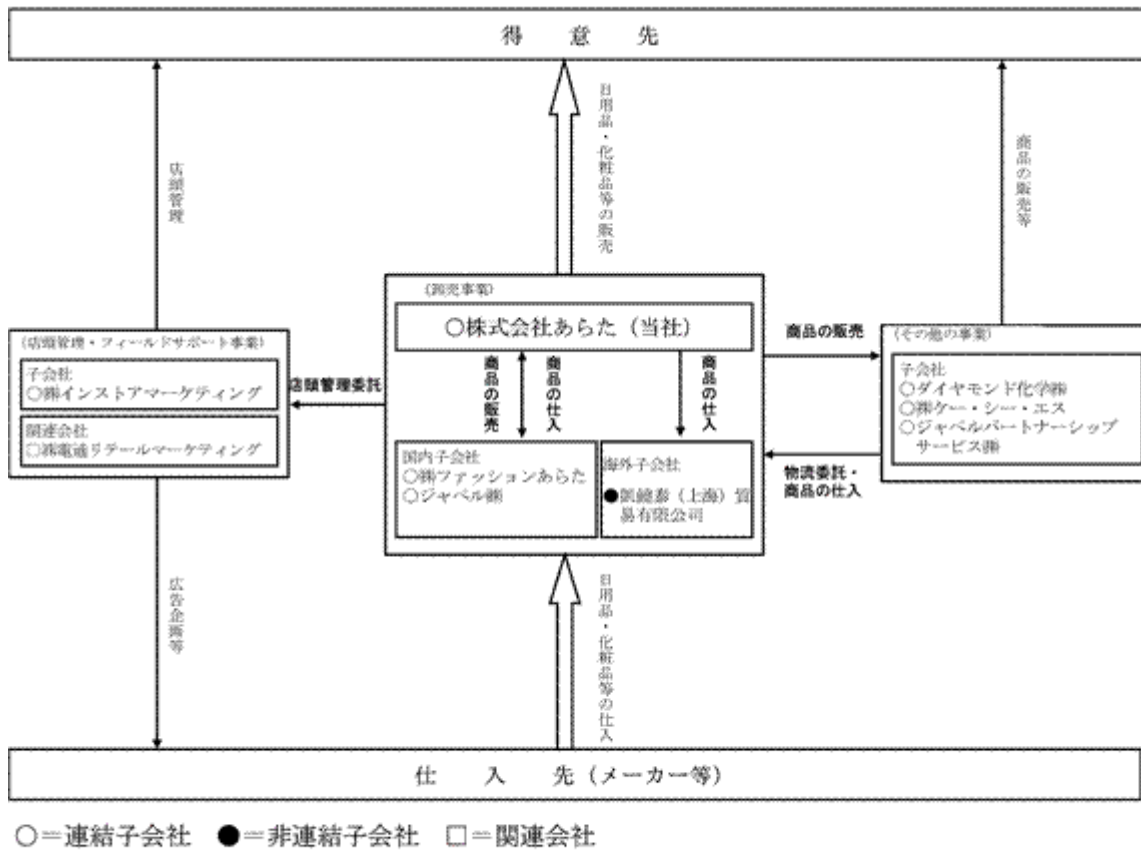 得　意　先
店頭管理
日用品・化粧品等の販売
商品の販売等
(卸売事業)
○株式会社あらた（当社）
商品の販売
商品の仕入
商品の仕入
国内子会社
○㈱ファッションあらた
○ジャペル㈱
海外子会社
●凱饒泰（上海）貿
易有限公司
(店頭管理・フィールドサポート事業)
子会社
○㈱インストアマーケティング
関連会社
□㈱電通リテールマーケティング
店頭管理委託
商品の販売
(その他の事業)
子会社
○ダイヤモンド化学㈱
○㈱ケー・シー・エス
○ジャペルパートナーシップ
サービス㈱
物流委託・
商品の仕入
広告企画等
日用品・化粧品等の仕入
仕　入　先（メーカー等）
○＝連結子会社　●＝非連結子会社　□＝関連会社